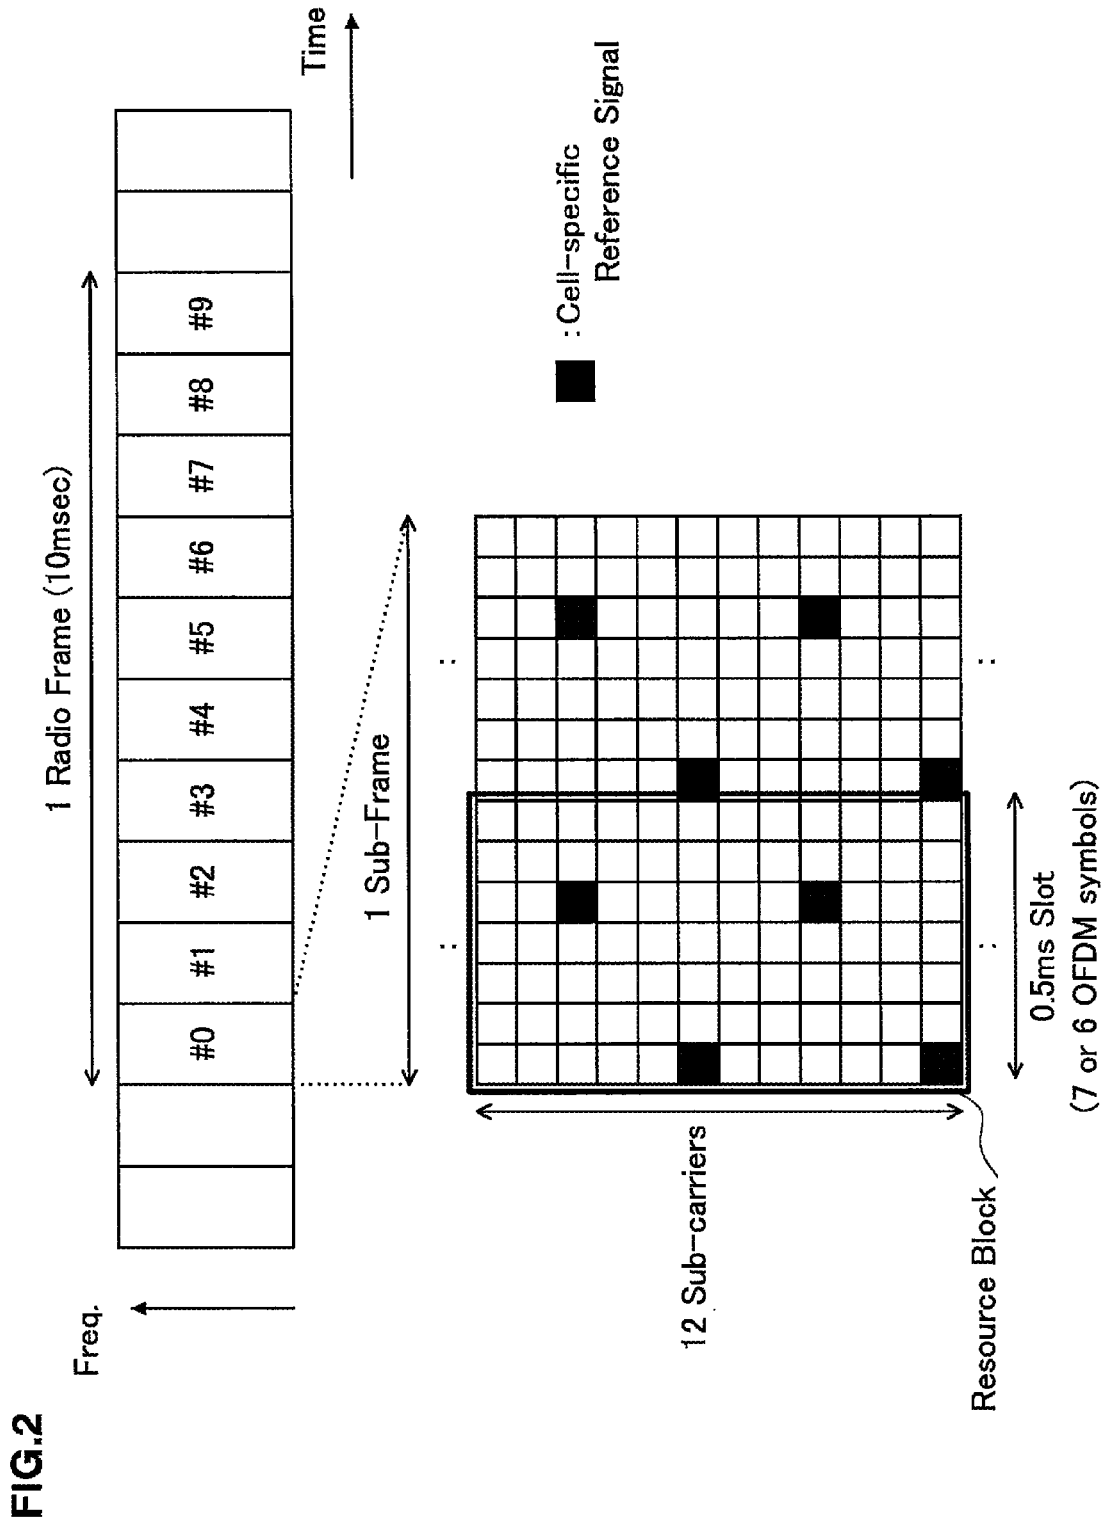 FIG.2
Freq.
1 Radio Frame (10msec)
#0 #1 #2 #3 #4 #5 #6 #7 #8 #9
Time
1 Sub-Frame
:Cell-specific
Reference Signal
12 Sub-carriers
Resource Block
0.5ms Slot
(7 or 6 OFDM symbols)